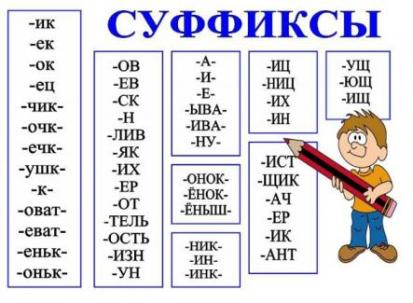 СУФФИКСЫ
-ик
-ек
-ок
-ец
-чик-
-очк-
-ечк-
-ушк-
-к-
-оват-
-еват-
-еньк-
-оньк-
-ОВ
-ЕВ
-СК
-Н
-ЛИВ
-ЯК
-ИХ
-ЕР
-ОТ
-ТЕЛЬ
-ОСТЬ
-ИЗН
-УН
-А-
-И-
-Е-
-ЫВА-
-ИВА-
-НУ-
-ОНОК-
-ЁНОК-
-ЁНЫШ-
-НИК-
-ИН-
-ИНК-
-ИЦ
-НИЦ
-ИХ
-ИН
-ИСТ
-ЩИК
-АЧ
-ЕР
-ИК
-АНТ
-УЩ
-ЮЩ
-ИЩ